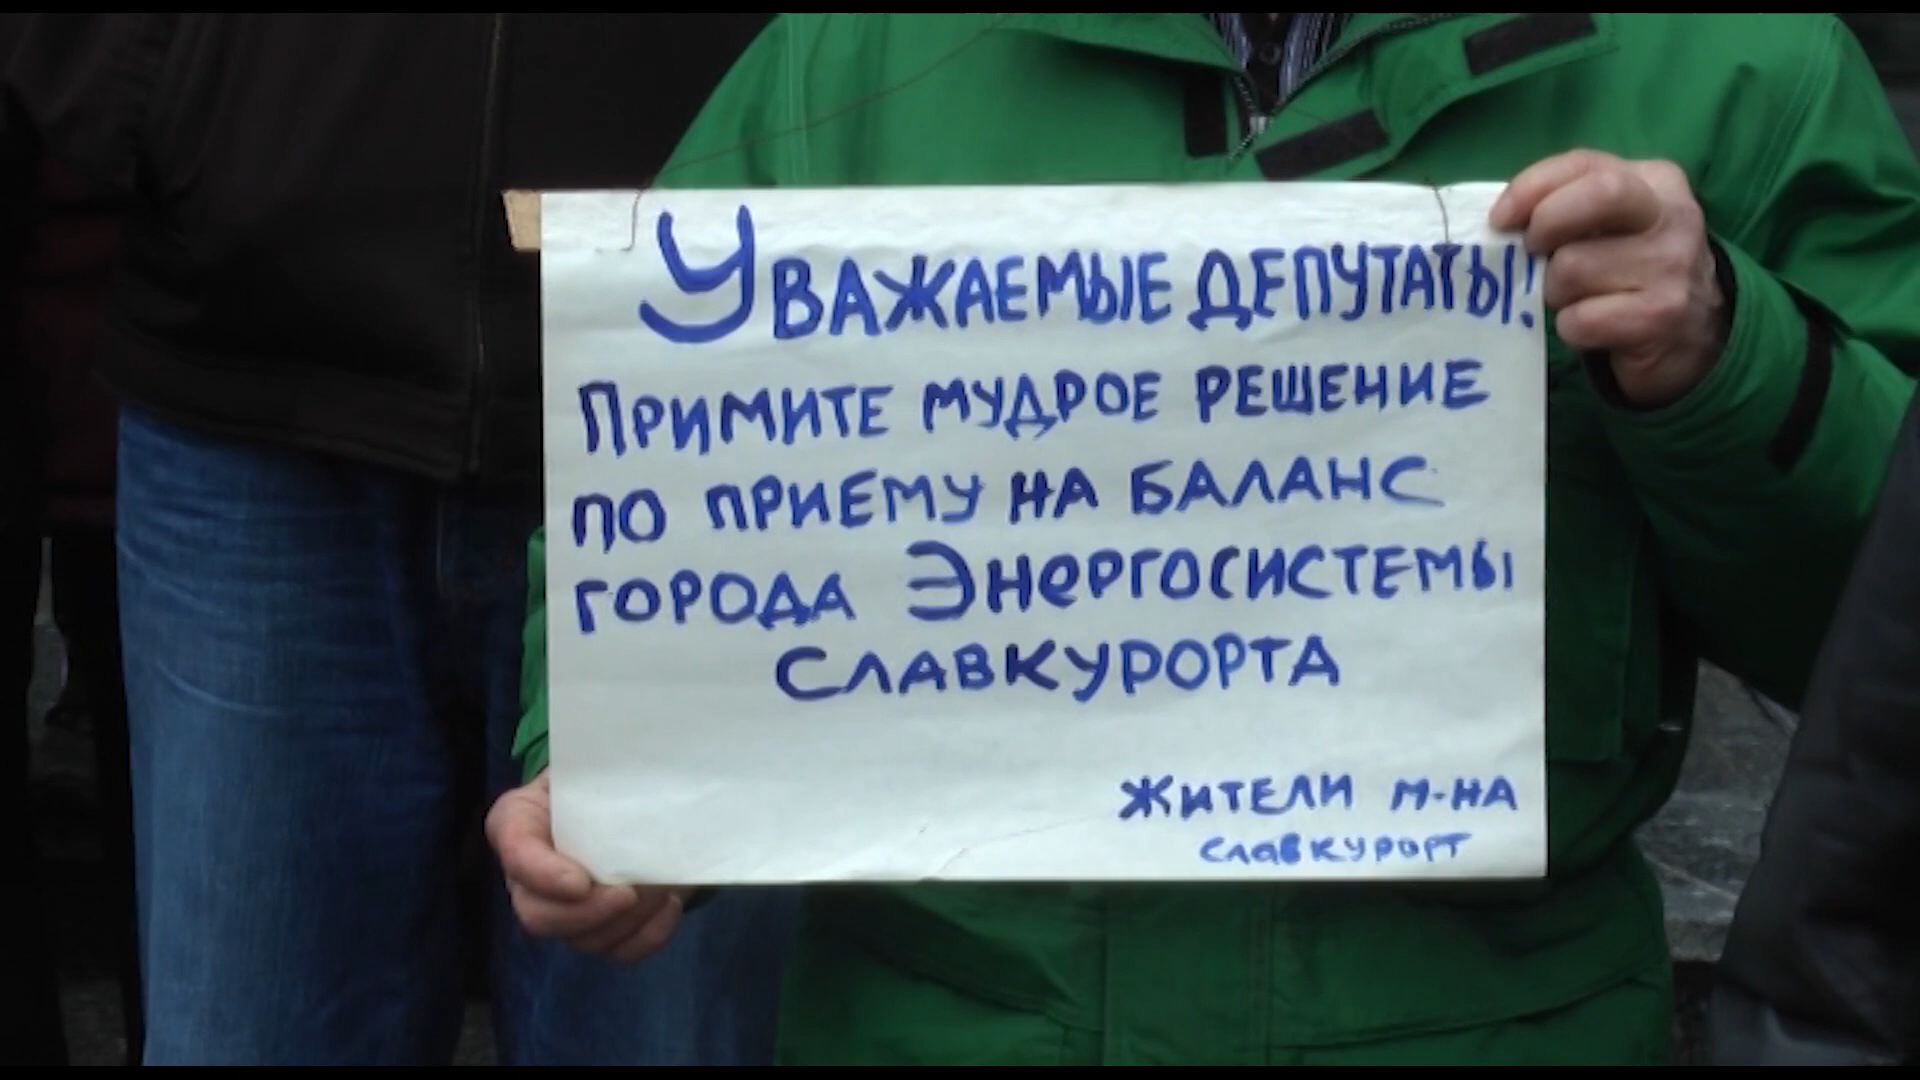 Уважаемые депутаты!
Примите мудрое решение
по приему на баланс
города Энергосистемы
Славкурорта
Жители м-на
Славкурорт